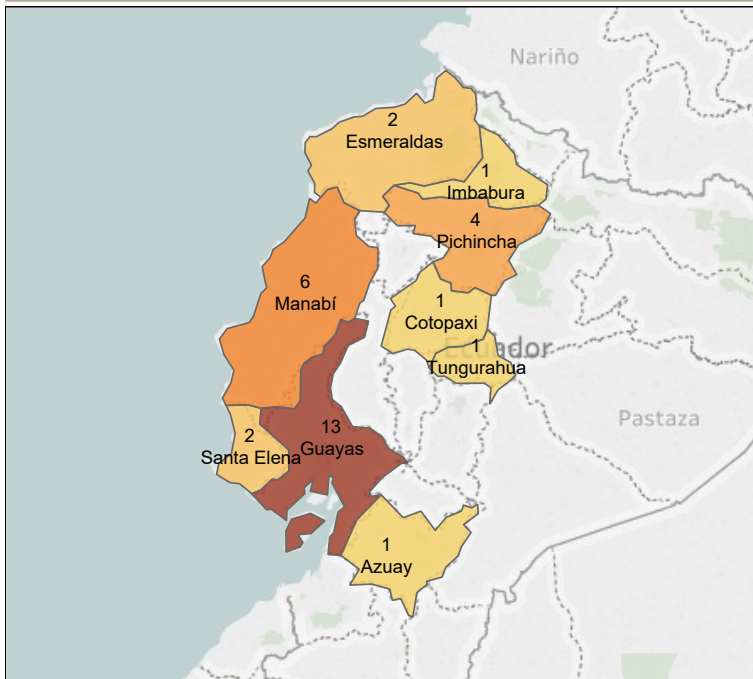 Nariño
2
Esmeraldas
1
Imbabura
4
Pichincha
6
Manabí
1
Cotopaxi
Ecuador
1
Tungurahua
Pastaza
13
Guayas
2
Santa Elena
1
Azuay